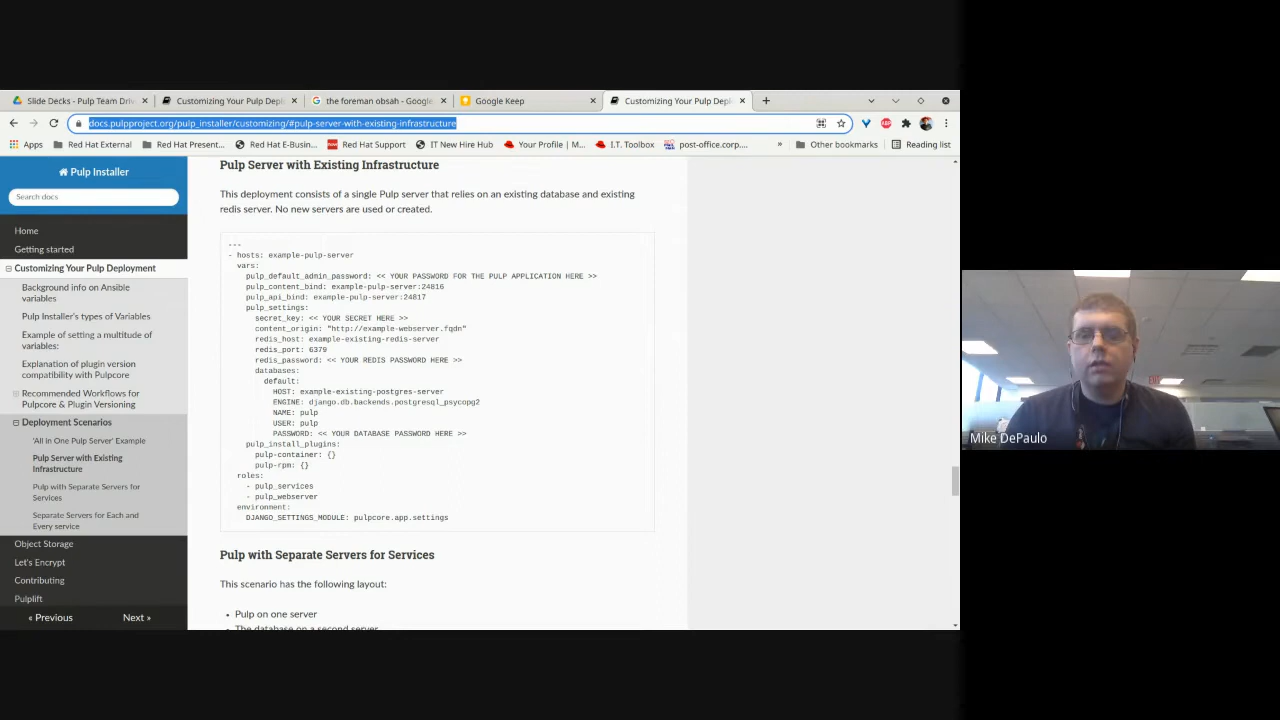 Slide Decks - Pulp Team Driv
Customizing Your Pulp Depl
the foreman obsah - Google
Google Keep
Customizing Your Pulp Depl
docs.pulpproject.org/pulp_installer/customizing/#pulp-server-with-existing-infrastructure
ABP
Apps
Red Hat External
Red Hat Present...
Red Hat E-Busin...
Red Hat Support
IT New Hire Hub
Your Profile | M...
I.T. Toolbox
post-office.corp....
»
Other bookmarks
Reading list
Pulp Installer
Search docs
Home
Getting started
Customizing Your Pulp Deployment
Background info on Ansible
variables
Pulp Installer's types of Variables
Example of setting a multitude of
variables:
Explanation of plugin version
compatibility with Pulpcore
Recommended Workflows for
Pulpcore & Plugin Versioning
Deployment Scenarios
'All in One Pulp Server' Example
Pulp Server with Existing
Infrastructure
Pulp with Separate Servers for
Services
Separate Servers for Each and
Every service
Object Storage
Let's Encrypt
Contributing
Pulplift
« Previous
Next »
Pulp Server with Existing Infrastructure
This deployment consists of a single Pulp server that relies on an existing database and existing
redis server. No new servers are used or created.
---
- hosts: example-pulp-server
vars:
pulp_default_admin_password: << YOUR PASSWORD FOR THE PULP APPLICATION HERE >>
pulp_content_bind: example-pulp-server:24816
pulp_api_bind: example-pulp-server:24817
pulp_settings:
secret_key: << YOUR SECRET HERE >>
content_origin: "http://example-webserver.fqdn"
redis_host: example-existing-redis-server
redis_port: 6379
redis_password: << YOUR REDIS PASSWORD HERE >>
databases:
default:
HOST: example-existing-postgres-server
ENGINE: django.db.backends.postgresql_psycopg2
NAME: pulp
USER: pulp
PASSWORD: << YOUR DATABASE PASSWORD HERE >>
pulp_install_plugins:
pulp-container: {}
pulp-rpm: {}
roles:
- pulp_services
- pulp_webserver
environment:
DJANGO_SETTINGS_MODULE: pulpcore.app.settings
Pulp with Separate Servers for Services
This scenario has the following layout:
• Pulp on one server
• The database on a second server
Mike DePaulo